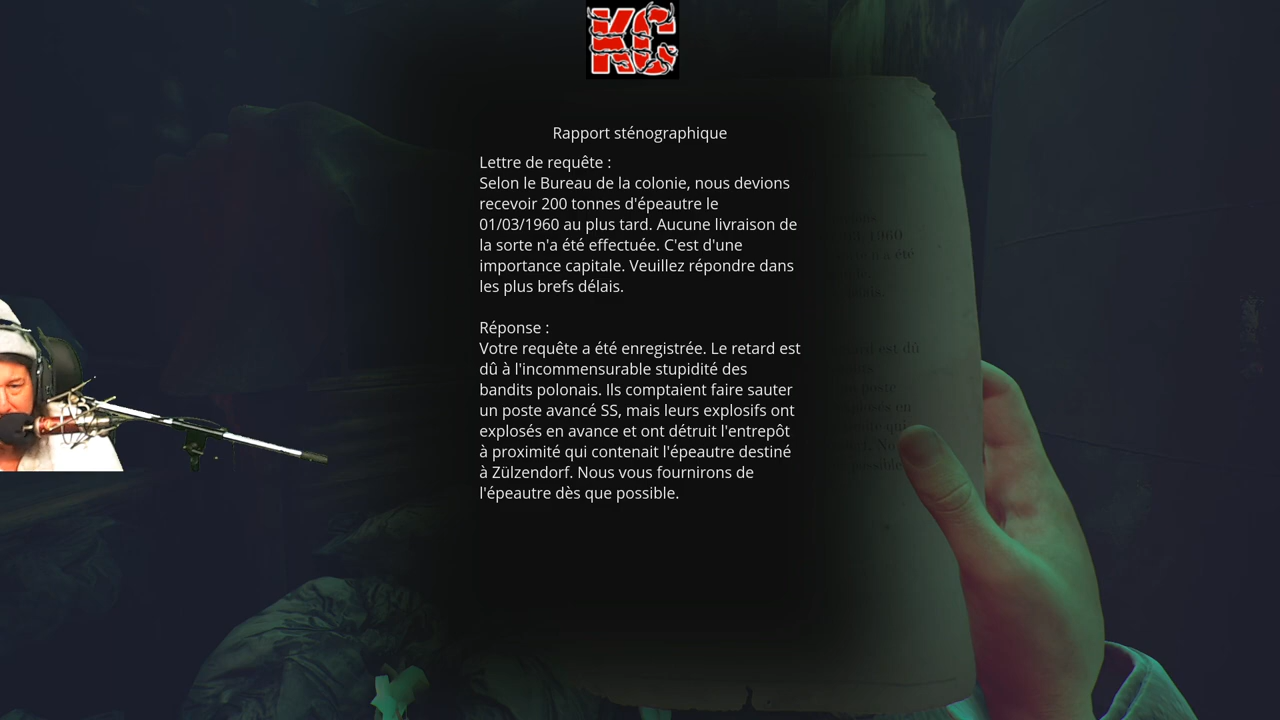 KC
Rapport sténographique
Lettre de requête :
Selon le Bureau de la colonie, nous devions
recevoir 200 tonnes d'épeautre le
01/03/1960 au plus tard. Aucune livraison de
la sorte n'a été effectuée. C'est d'une
importance capitale. Veuillez répondre dans
les plus brefs délais.
Réponse :
Votre requête a été enregistrée. Le retard est
dû à l'incommensurable stupidité des
bandits polonais. Ils comptaient faire sauter
un poste avancé SS, mais leurs explosifs ont
explosés en avance et ont détruit l'entrepôt
à proximité qui contenait l'épeautre destiné
à Zülzendorf. Nous vous fournirons de
l'épeautre dès que possible.